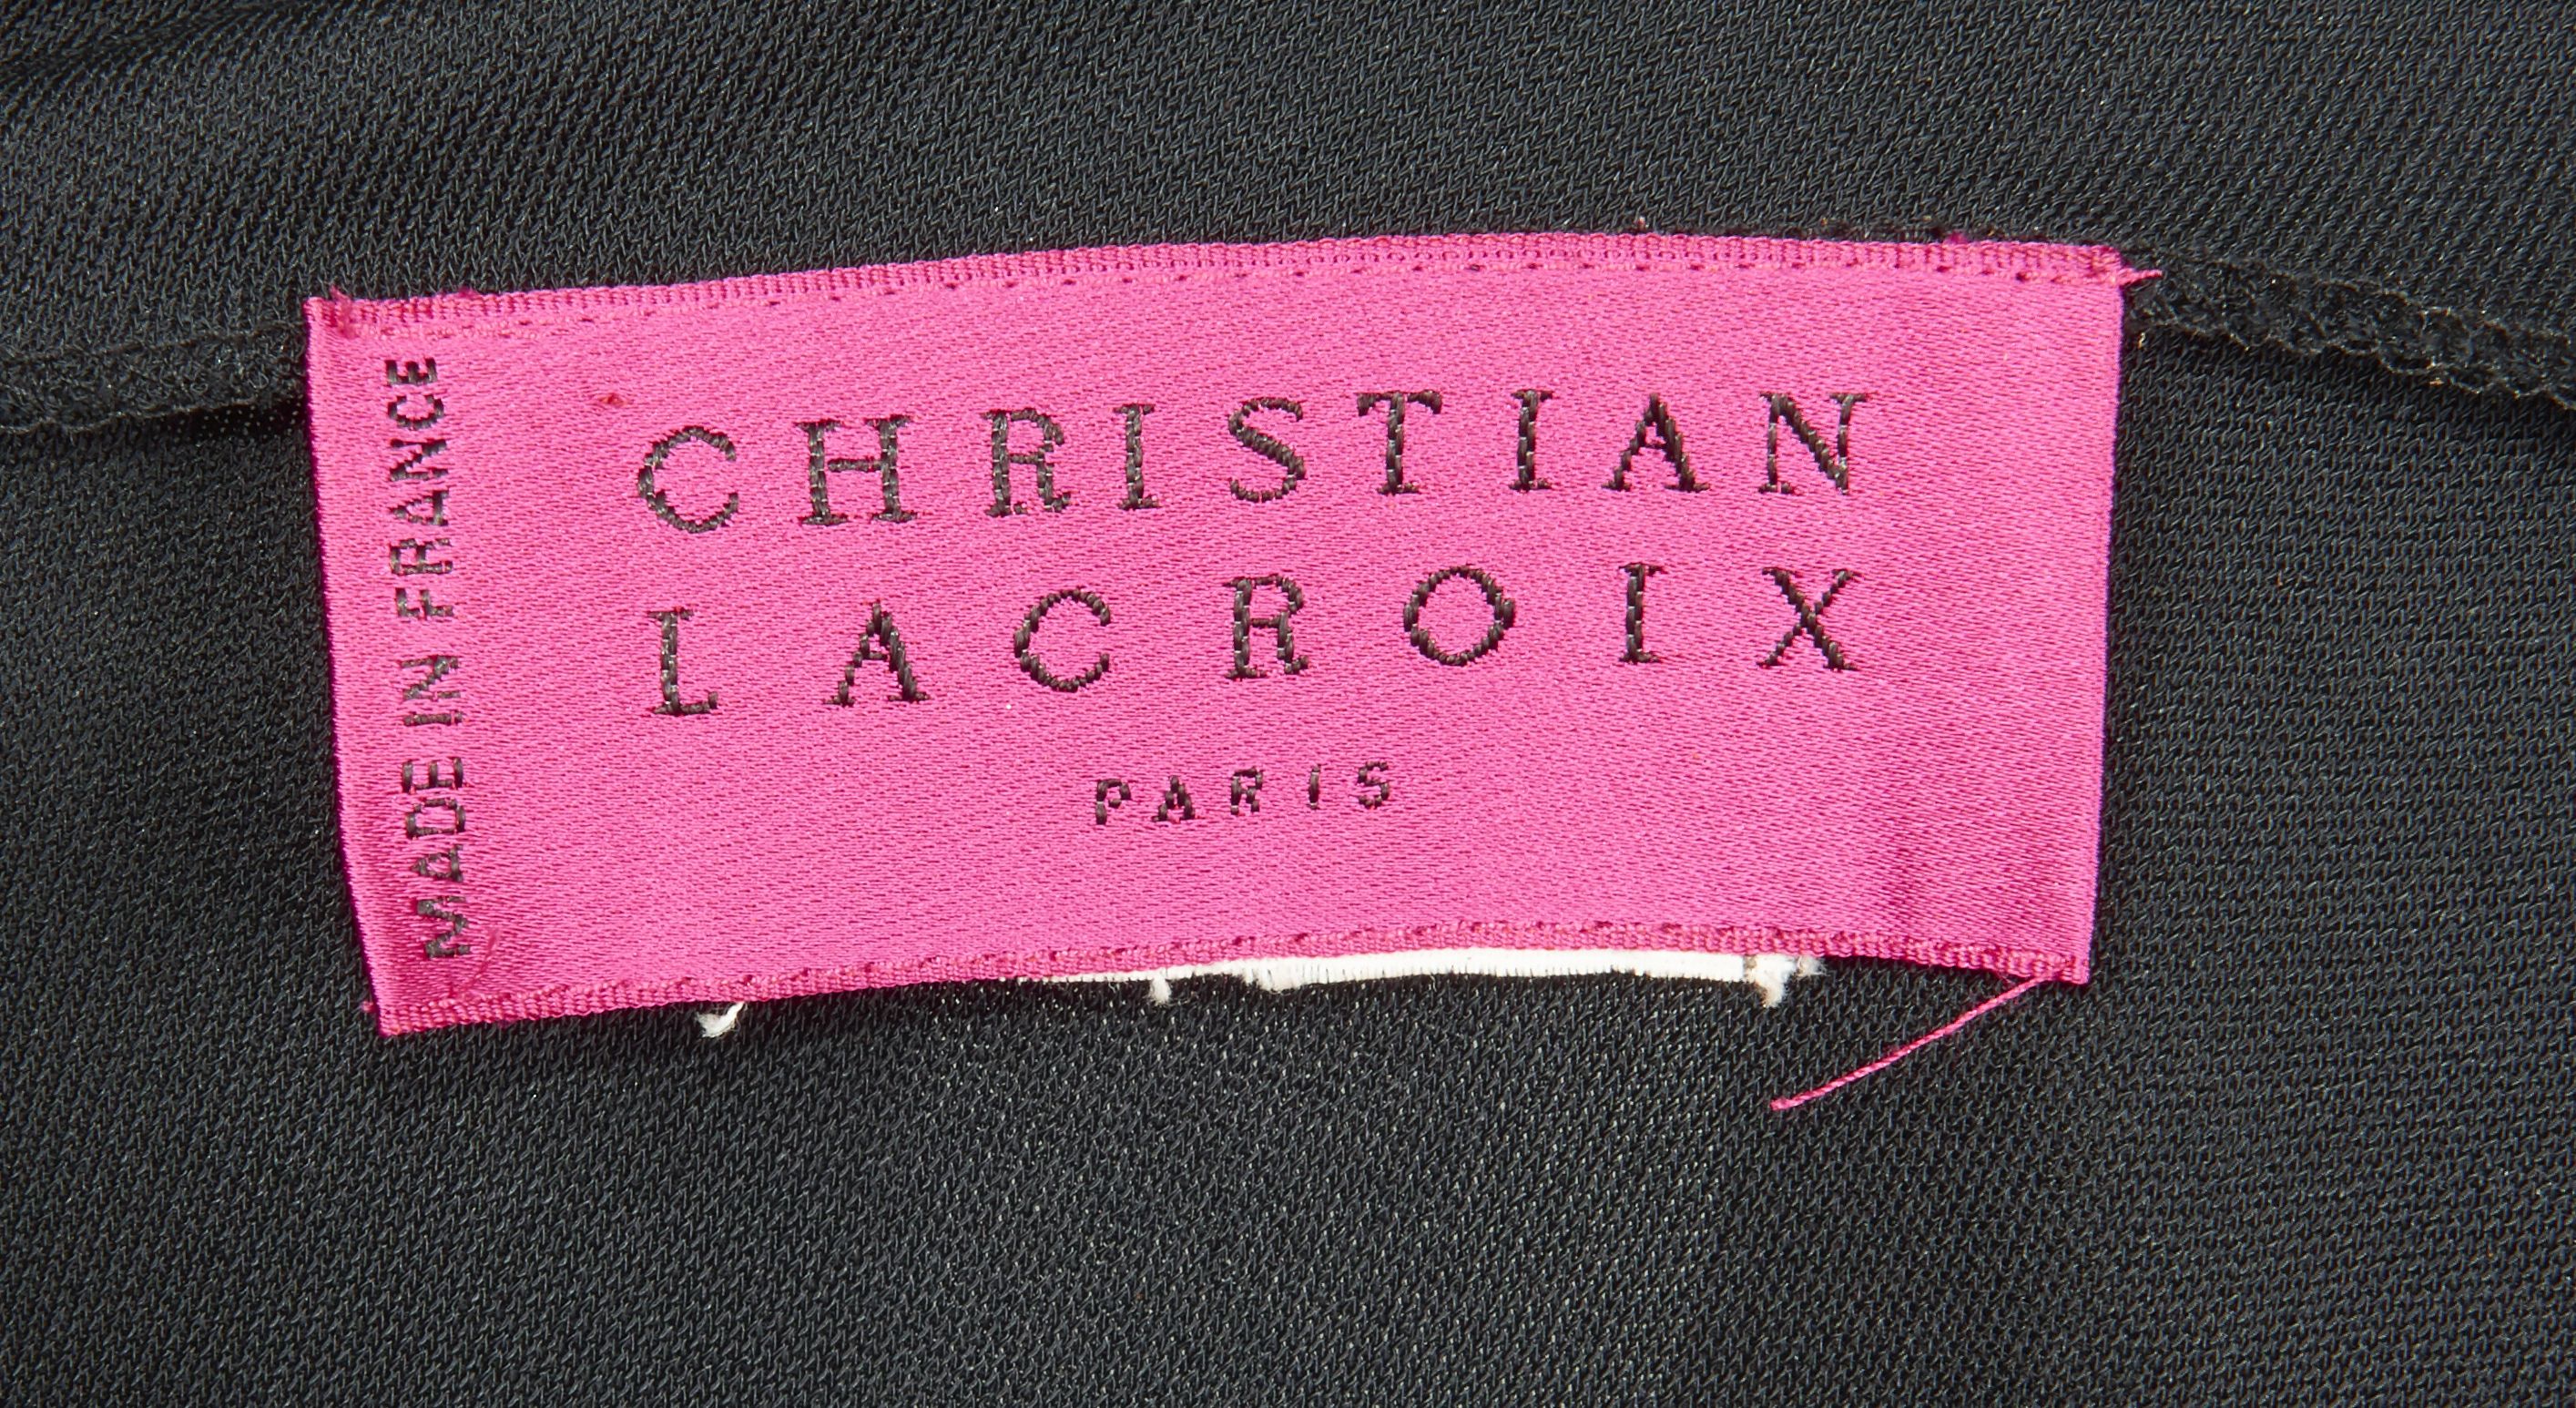 MADE IN FRANCE
CHRISTIAN
LACROIX
PARIS